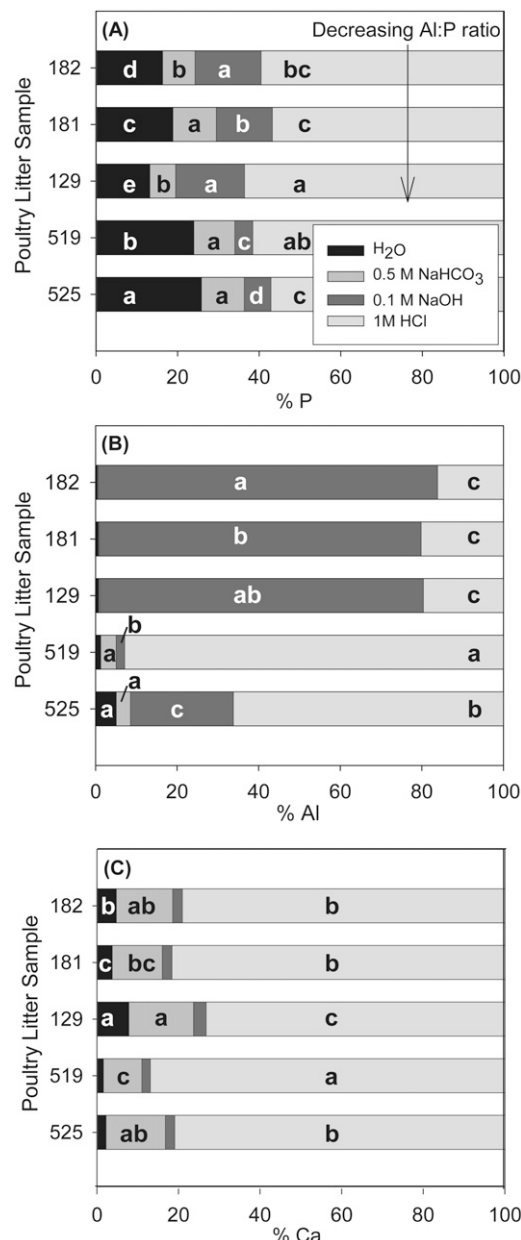 (A) Decreasing Al:P ratio
Poultry Litter Sample
182 d b a bc
181 c a b c
129 e b a a
519 b a c ab
525 a a d c
H₂O
0.5 M NaHCO₃
0.1 M NaOH
1M HCl
0 20 40 60 80 100
% P
(B)
Poultry Litter Sample
182 a c
181 b c
129 ab c
b
519 a a
a
525 a c b
0 20 40 60 80 100
% Al
(C)
Poultry Litter Sample
182 b ab b
181 c bc b
129 a a c
519 c a
525 ab b
0 20 40 60 80 100
% Ca